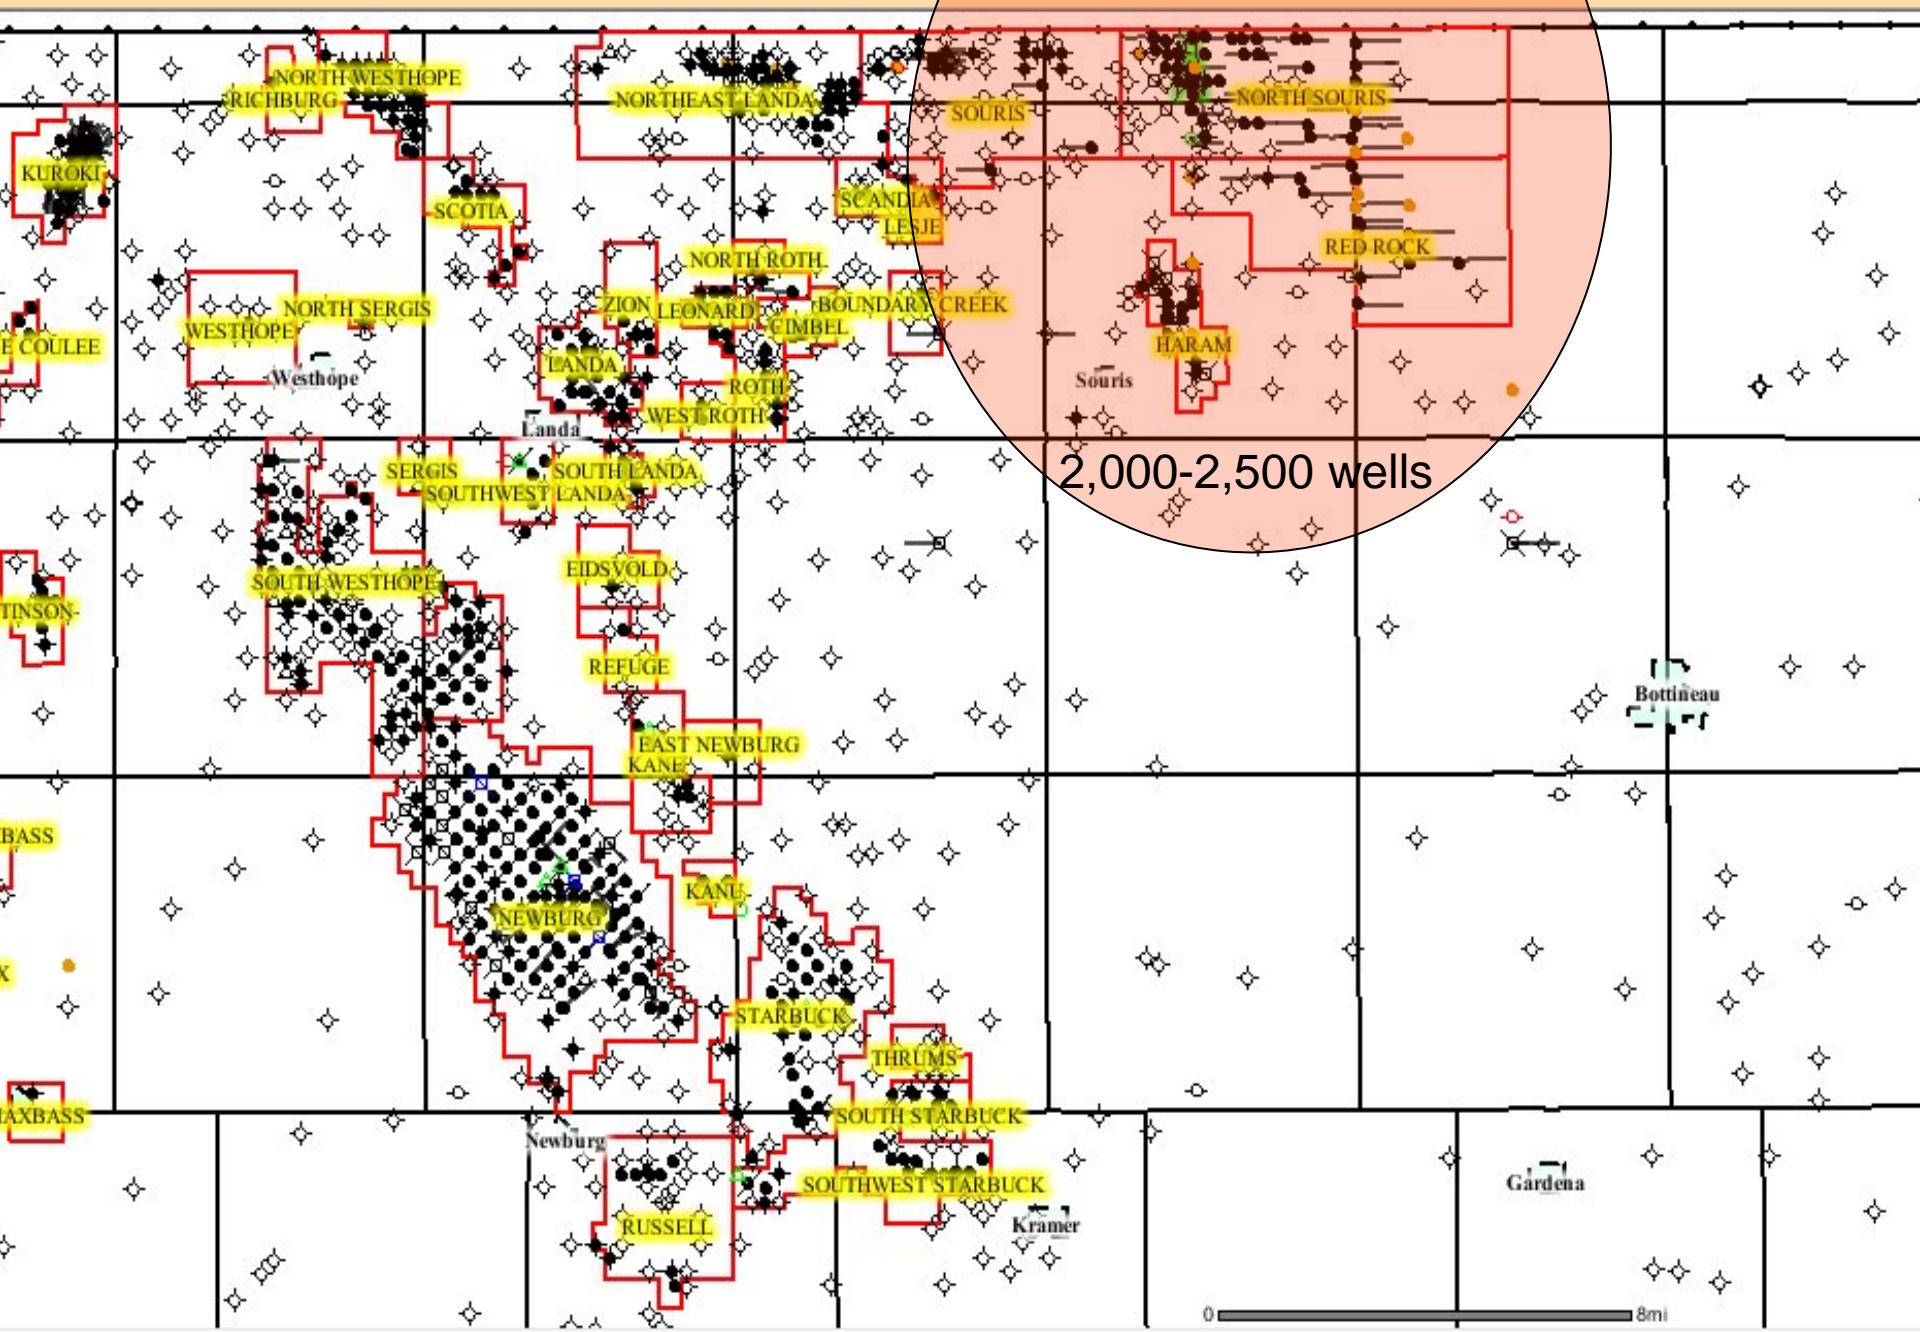 NORTH WESTHOPE
RICHBURG
NORTHEAST LANDA
SOURIS
NORTH SOURIS
KUROKI
SCOTIA
SCANDIA
LESJE
RED ROCK
NORTH ROTH
ZION
LEONARD
BOUNDARY CREEK
NORTH SERGIS
WESTHOPE
CIMBEL
E COULEE
HARAM
LANDA
Westhope
Souris
ROTH
WEST ROTH
Landa
SERGIS
SOUTH LANDA
SOUTHWEST LANDA
2,000-2,500 wells
EIDSVOLD
SOUTH WESTHOPE
TINSON
REFUGE
Bottineau
EAST NEWBURG
KANE
BASS
KANU
NEWBURG
X
STARBUCK
THRUMS
AXBASS
SOUTH STARBUCK
Newburg
SOUTHWEST STARBUCK
Gardena
RUSSELL
Kramer
0 8mi